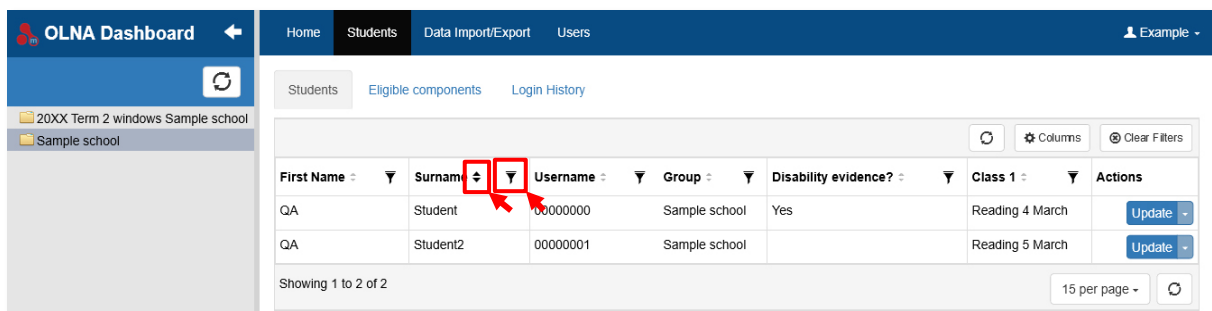 OLNA Dashboard
Home Students Data Import/Export Users Example
Students Eligible components Login History
20XX Term 2 windows Sample school
Sample school
Columns Clear Filters
First Name Surname Username Group Disability evidence? Class 1 Actions
QA Student 00000000 Sample school Yes Reading 4 March Update
QA Student2 00000001 Sample school Reading 5 March Update
Showing 1 to 2 of 2
15 per page